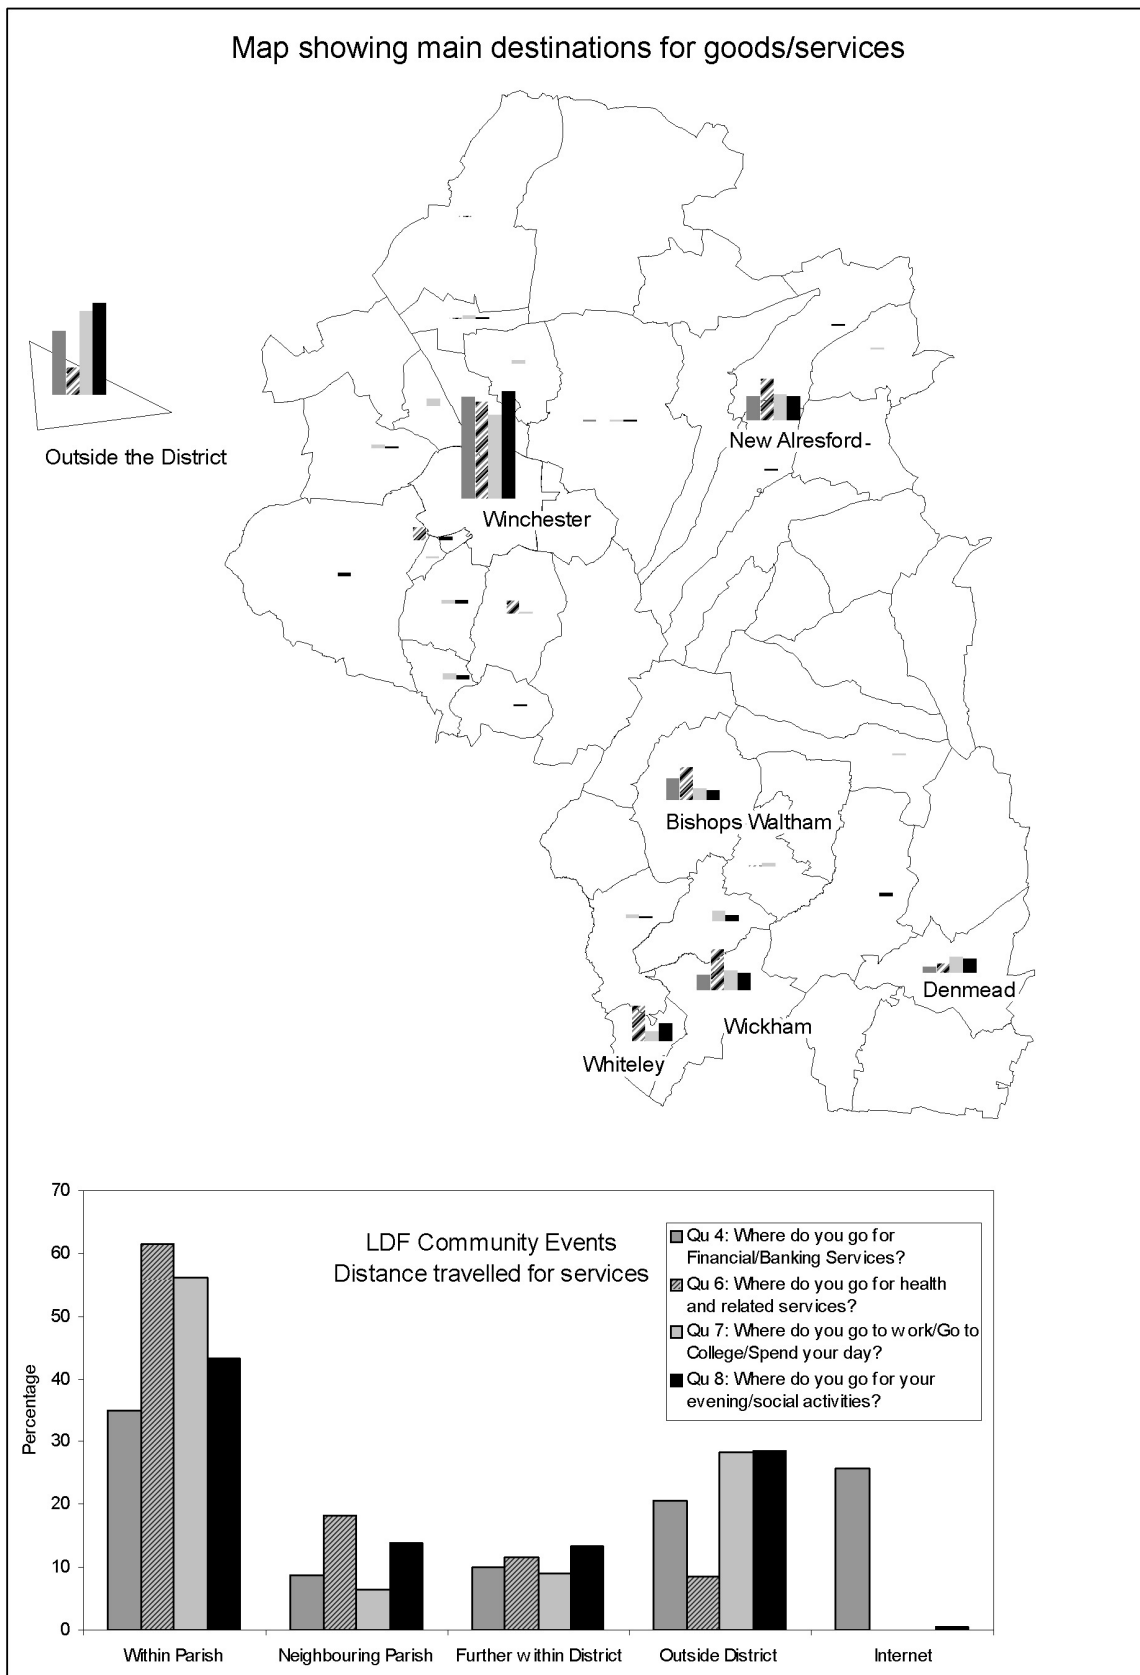 Map showing main destinations for goods/services
Outside the District
New Alresford
Winchester
Bishops Waltham
Denmead
Wickham
Whiteley
70
60
50
40
30
20
10
0
Percentage
LDF Community Events
Distance travelled for services
Qu 4: Where do you go for
Financial/Banking Services?
Qu 6: Where do you go for health
and related services?
Qu 7: Where do you go to work/Go to
College/Spend your day?
Qu 8: Where do you go for your
evening/social activities?
Within Parish
Neighbouring Parish
Further within District
Outside District
Internet